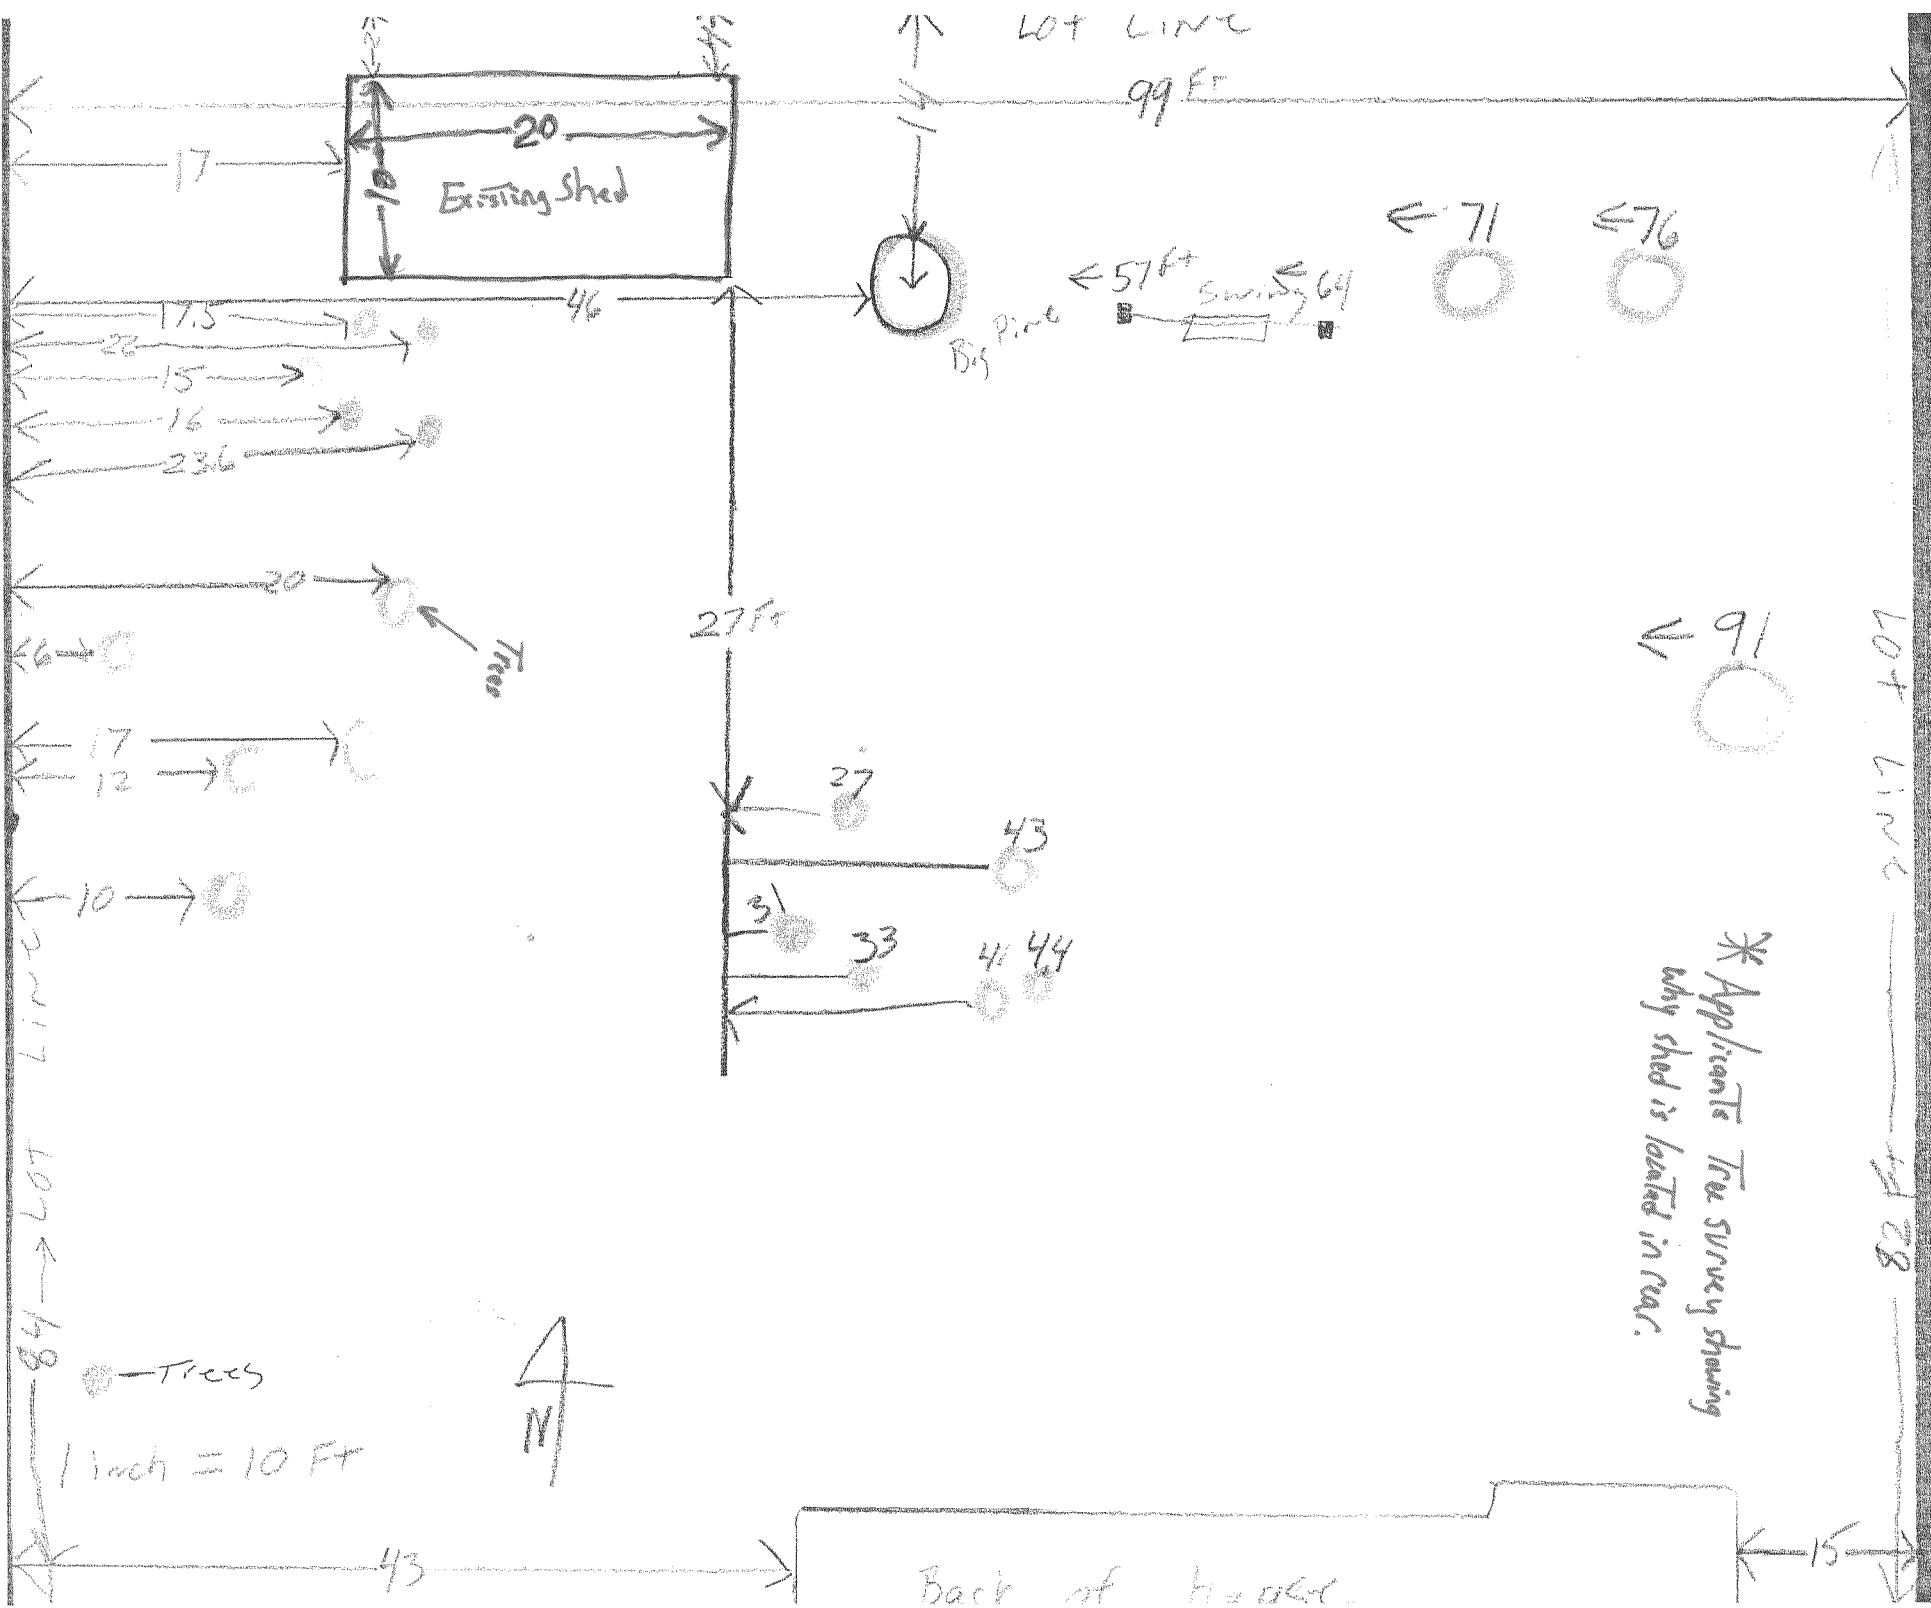 Lot Line
99 Ft
14
20
17
10
Existing Shed
71
76
57 Ft
Swing 64
46
Big Pine
17.5
22
15
16
23.6
20
Trees
27 Ft
6
91
Lot Line
17
12
27
43
10
31
33
41
44
* Applicants Tree survey showing
why shed is located in rear.
82 Ft
84 → Lot Line
Trees
N
1 inch = 10 Ft
43
15
Back of House